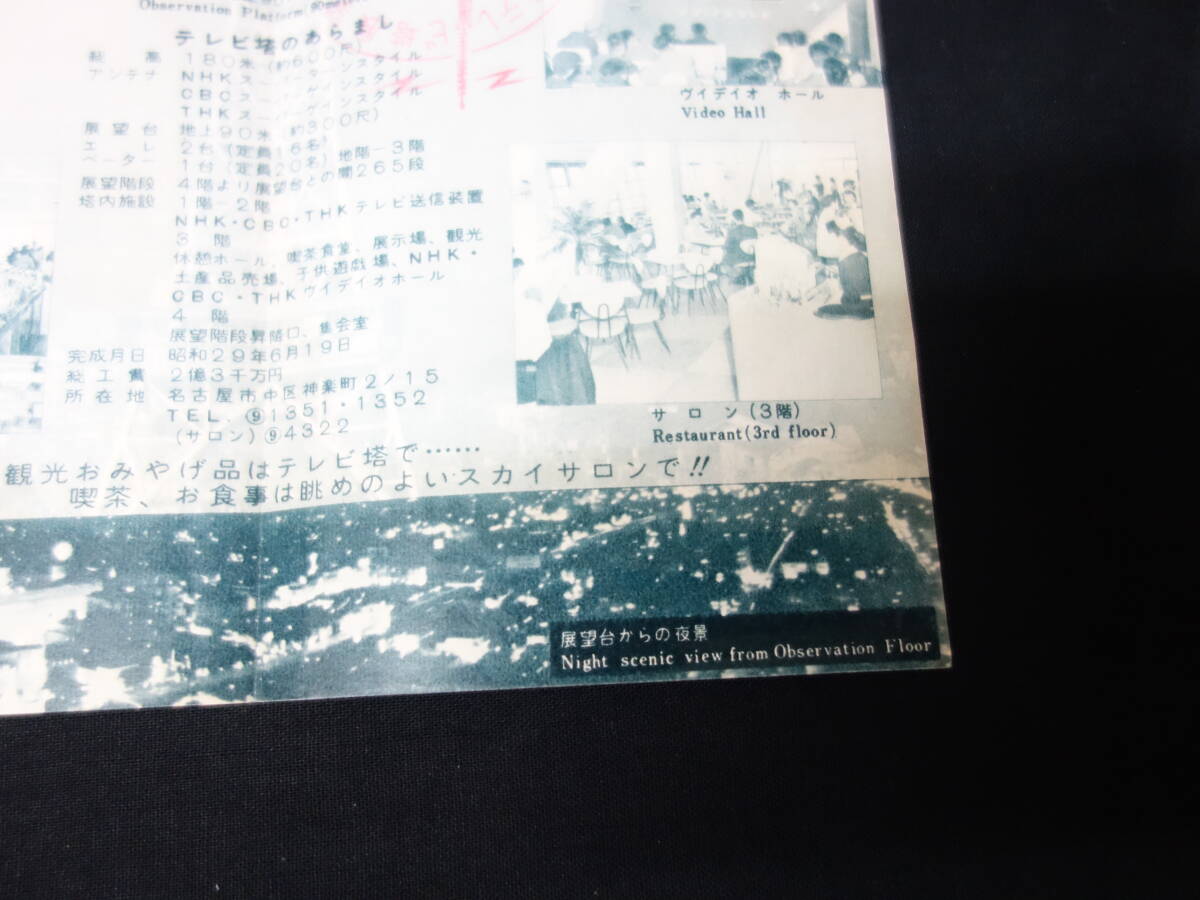 Observation Platform (90meters
テレビ塔のあらまし
総高 180米(約600尺)
アンテナ NHKスーパーターンスタイル
CBCスーパーゲインスタイル
THKスーパーゲインスタイル
展望台 地上90米(約300尺)
エレベーター 2台(定員16名)
1台(定員20名)地階-3階
展望階段 4階より展望台との間265段
塔内施設 1階-2階
NHK・CBC・THKテレビ送信装置
3階
休憩ホール、喫茶食堂、展示場、観光
土産品売場、子供遊戯場、NHK・
CBC・THKヴイデイオホール
4階
展望階段昇降口、集会室
完成月日 昭和29年6月19日
総工費 2億3千万円
所在地 名古屋市中区神楽町2ノ15
TEL、⑨1351・1352
(サロン)⑨4322
ヴイデイオ ホール
Video Hall
サロン(3階)
Restaurant(3rd floor)
観光おみやげ品はテレビ塔で……
喫茶、お食事は眺めのよいスカイサロンで!!
展望台からの夜景
Night scenic view from Observation Floor